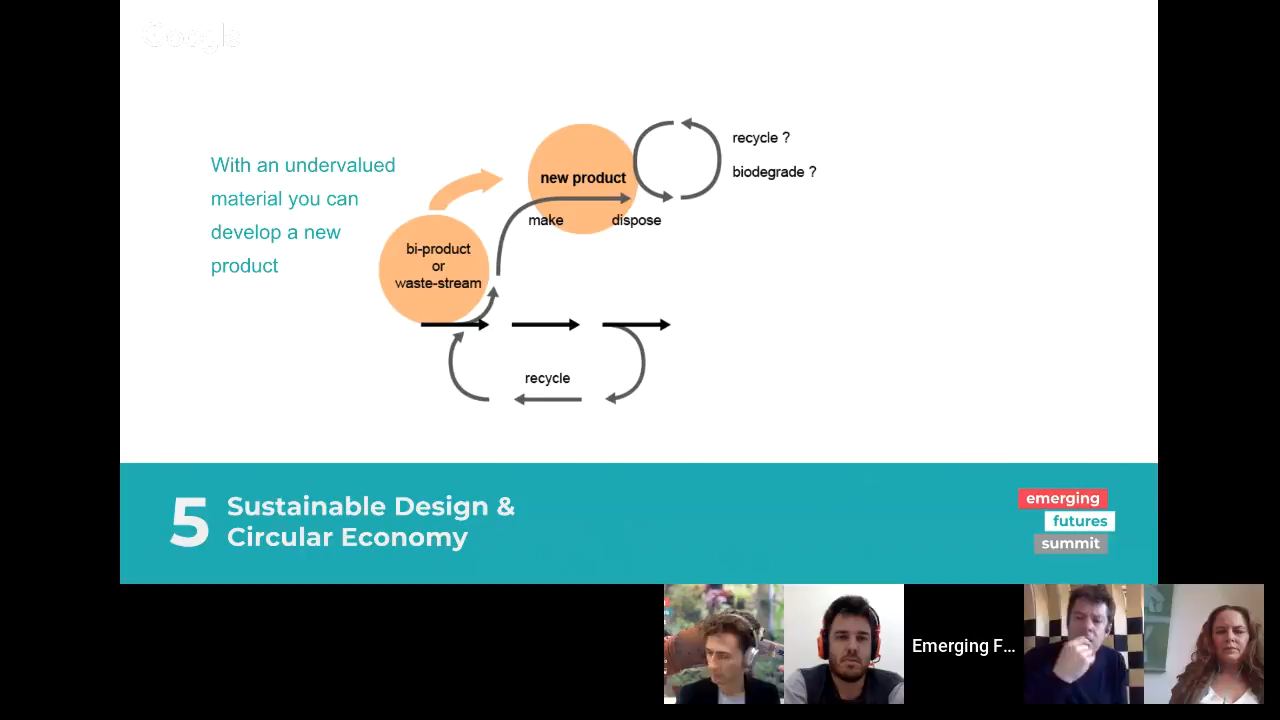 Google
With an undervalued
material you can
develop a new
product
new product
make
dispose
recycle ?
biodegrade ?
bi-product
or
waste-stream
recycle
5
Sustainable Design &
Circular Economy
emerging
futures
summit
Emerging F...